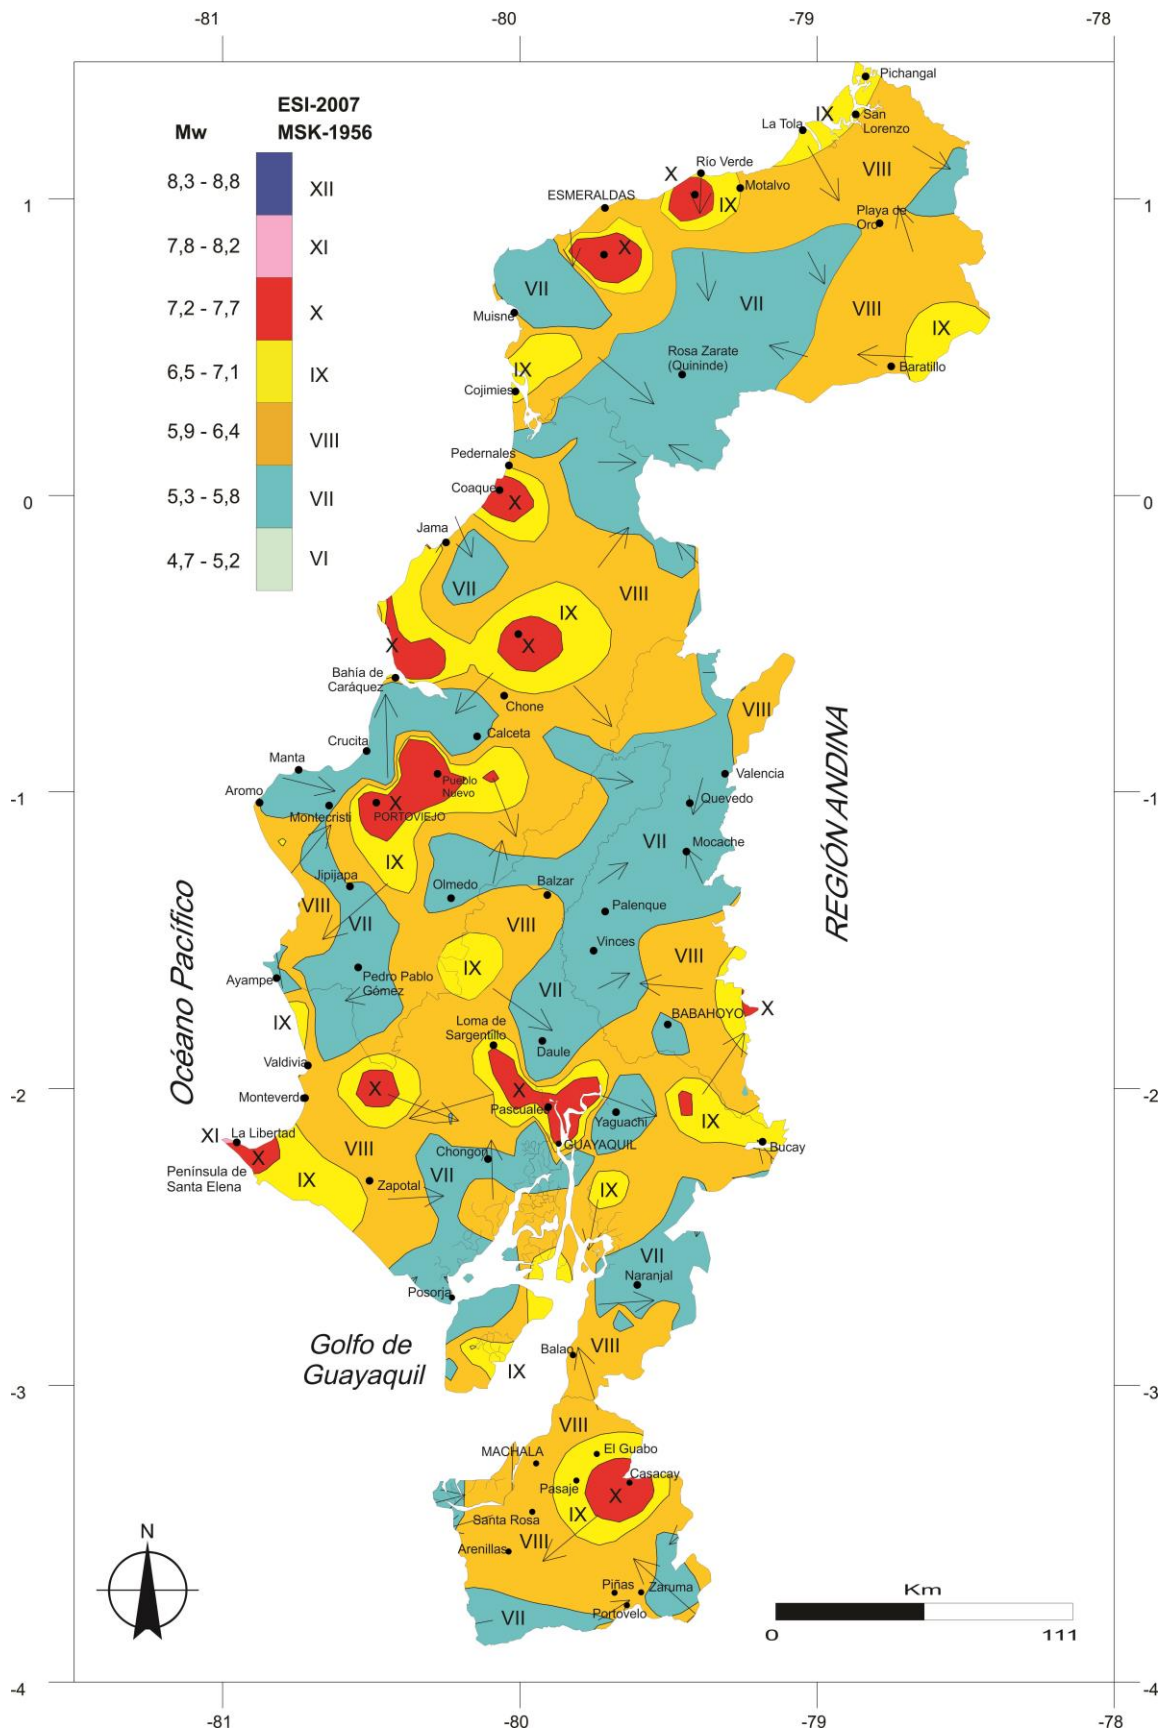 -81
-80
-79
-78
ESI-2007
Mw
MSK-1956
8,3 - 8,8
XII
7,8 - 8,2
XI
7,2 - 7,7
X
6,5 - 7,1
IX
5,9 - 6,4
VIII
5,3 - 5,8
VII
4,7 - 5,2
VI
Pichangal
IX
San
Lorenzo
La Tola
VIII
Río Verde
X
Motalvo
IX
ESMERALDAS
1
1
Playa de
Oro
X
VII
VII
VIII
Muisne
IX
Rosa Zarate
(Quininde)
Baratillo
IX
Cojimies
Pedernales
Coaque
X
0
0
Jama
VII
VIII
IX
X
X
Bahía de
Caráquez
Chone
VIII
Crucita
Calceta
Manta
Valencia
Pueblo
Nuevo
Aromo
Montecristi
X
PORTOVIEJO
Quevedo
-1
-1
VII
Mocache
IX
Jipijapa
Olmedo
Balzar
VIII
VII
VIII
Palenque
Vinces
VIII
IX
Ayampe
Pedro Pablo
Gómez
VII
REGIÓN ANDINA
Océano Pacífico
IX
Loma de
Sargentillo
BABAHOYO
X
Daule
Valdivia
-2
-2
Monteverde
X
X
Pascuales
Yaguachi
IX
XI
La Libertad
X
GUAYAQUIL
Bucay
VIII
Chongon
Península de
Santa Elena
IX
Zapotal
VII
IX
VII
Naranjal
Posorja
Golfo de
Guayaquil
IX
Balao
VIII
-3
-3
VIII
MACHALA
El Guabo
Casacay
Pasaje
X
IX
Santa Rosa
VIII
Arenillas
N
Piñas
Zaruma
Portovelo
VII
Km
0
111
-4
-4
-81
-80
-79
-78